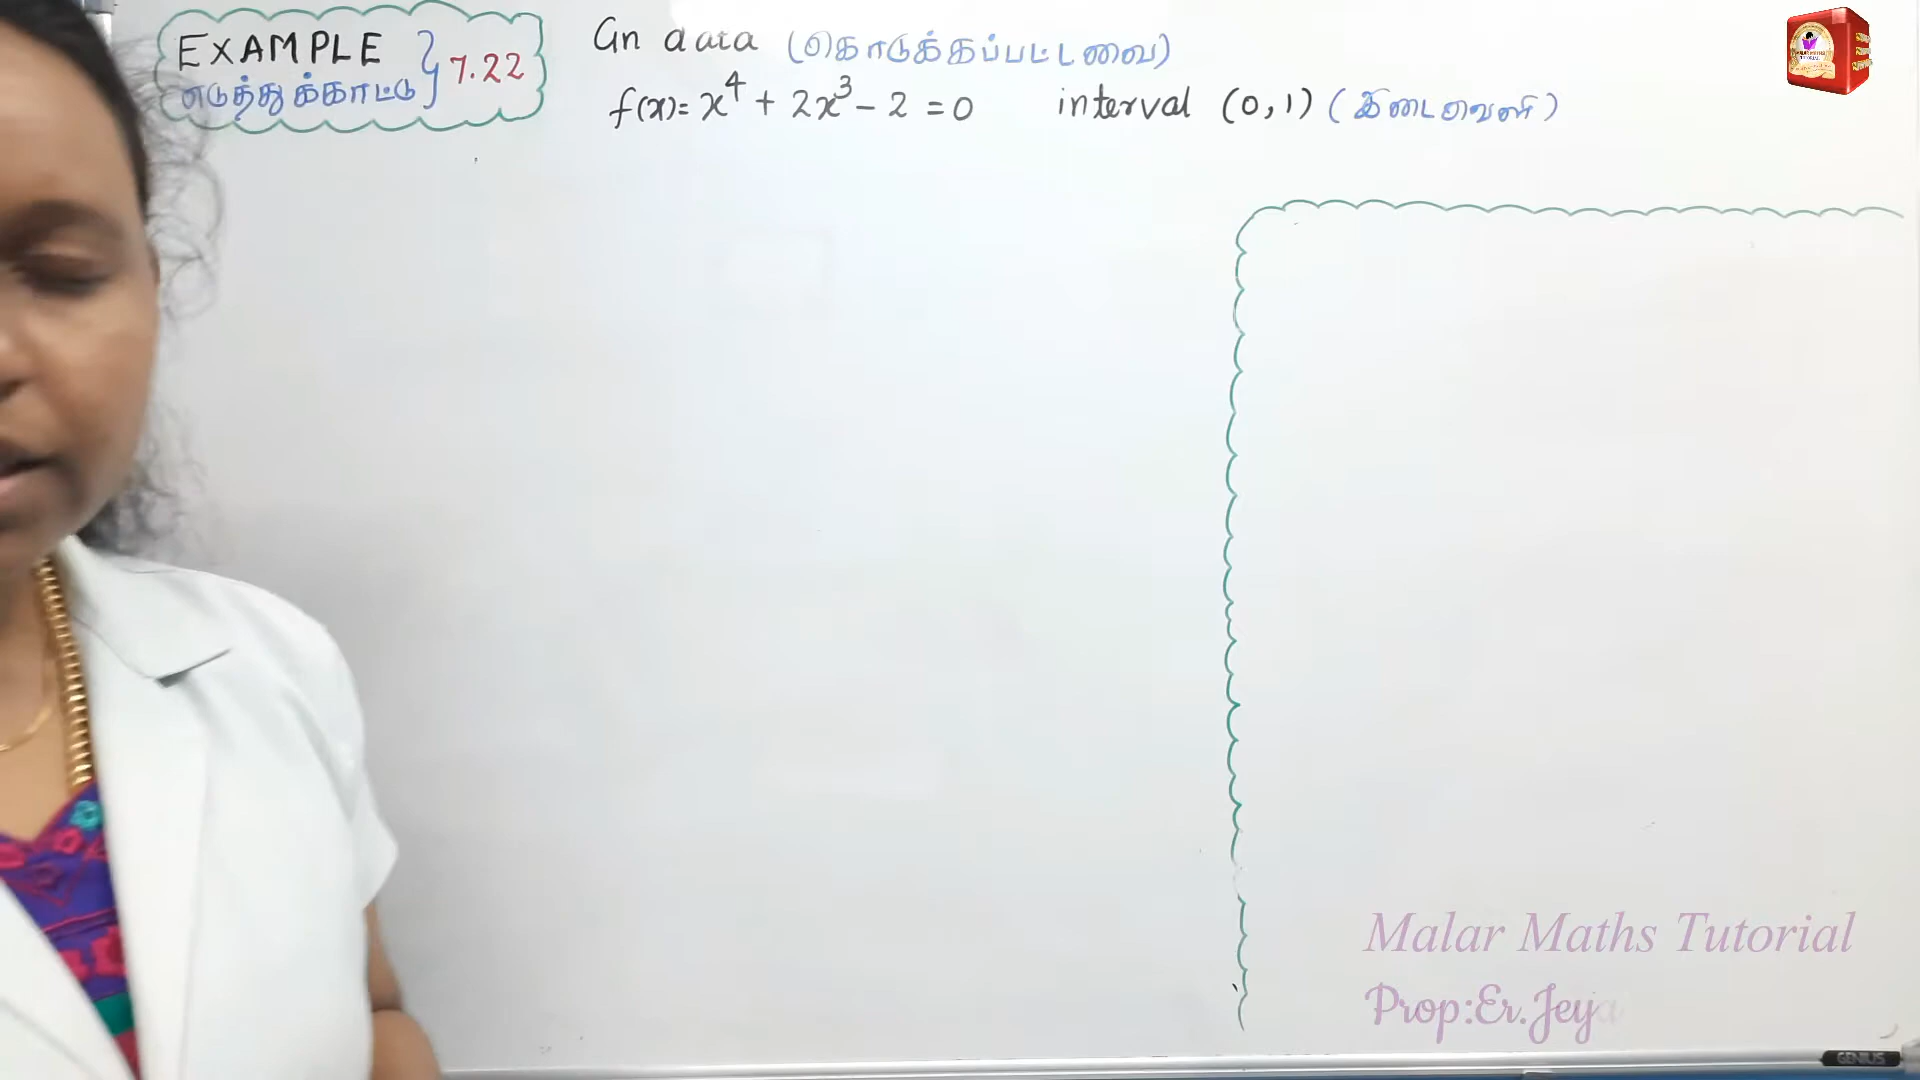 EXAMPLE
எடுத்துக்காட்டு } 7.22
Gn data (கொடுக்கப்பட்டவை)
f(x)= x⁴ + 2x³ - 2 = 0 interval (0,1) (இடைவெளி)
Malar Maths Tutorial
Prop:Er.Jey
GENIUS